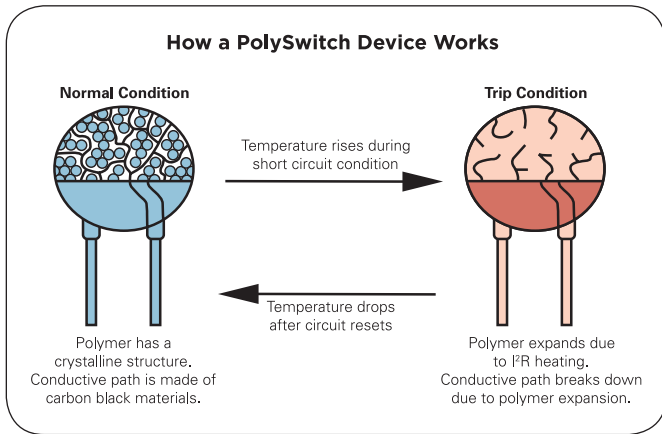 How a PolySwitch Device Works
Normal Condition
Trip Condition
Temperature rises during
short circuit condition
Temperature drops
after circuit resets
Polymer has a
crystalline structure.
Conductive path is made of
carbon black materials.
Polymer expands due
to I²R heating.
Conductive path breaks down
due to polymer expansion.